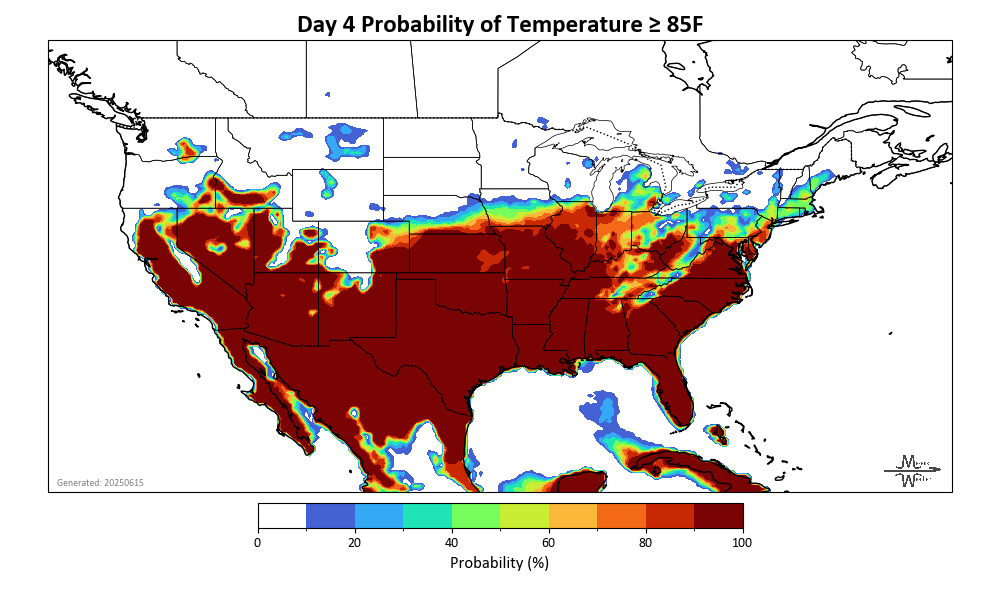 Day 4 Probability of Temperature ≥ 85F
Generated: 20250615
0 20 40 60 80 100
Probability (%)